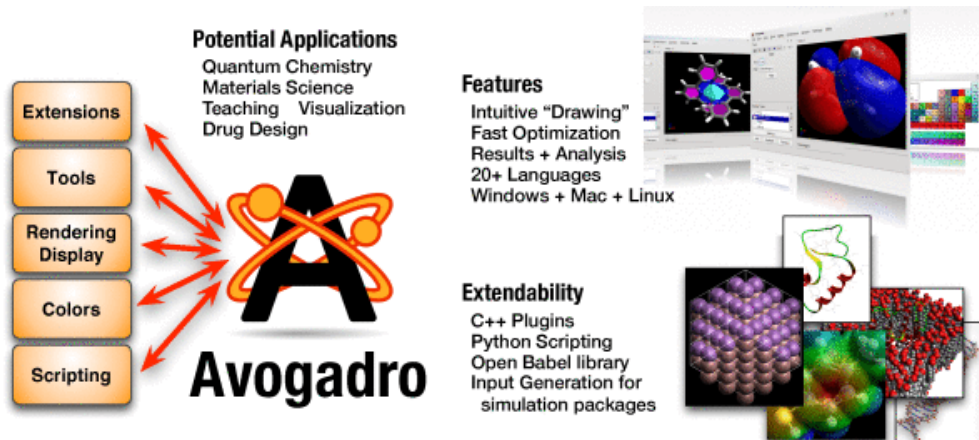 Potential Applications
Quantum Chemistry
Materials Science
Teaching Visualization
Drug Design
Extensions
Tools
Rendering
Display
Colors
Scripting
Avogadro
Features
Intuitive “Drawing”
Fast Optimization
Results + Analysis
20+ Languages
Windows + Mac + Linux
Extendability
C++ Plugins
Python Scripting
Open Babel library
Input Generation for
simulation packages